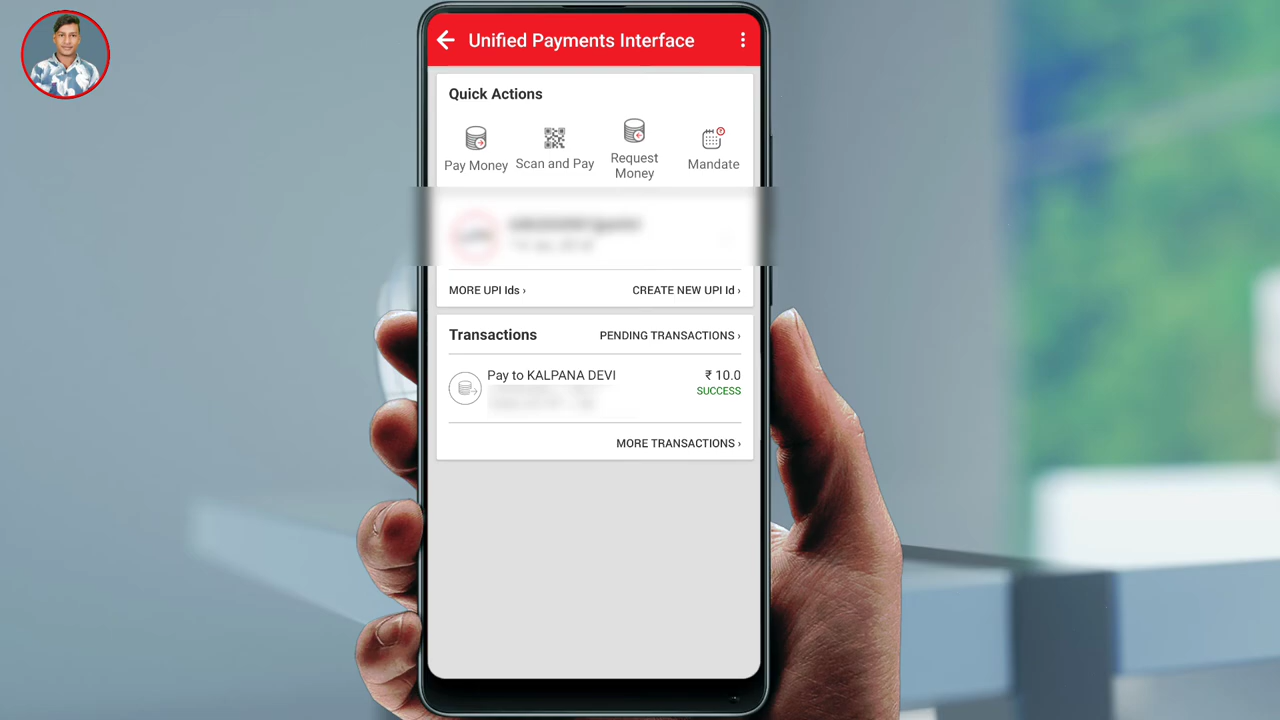 Unified Payments Interface
Quick Actions
Pay Money
Scan and Pay
Request
Money
Mandate
MORE UPI Ids ›
CREATE NEW UPI Id ›
Transactions
PENDING TRANSACTIONS ›
Pay to KALPANA DEVI
₹ 10.0
SUCCESS
MORE TRANSACTIONS ›